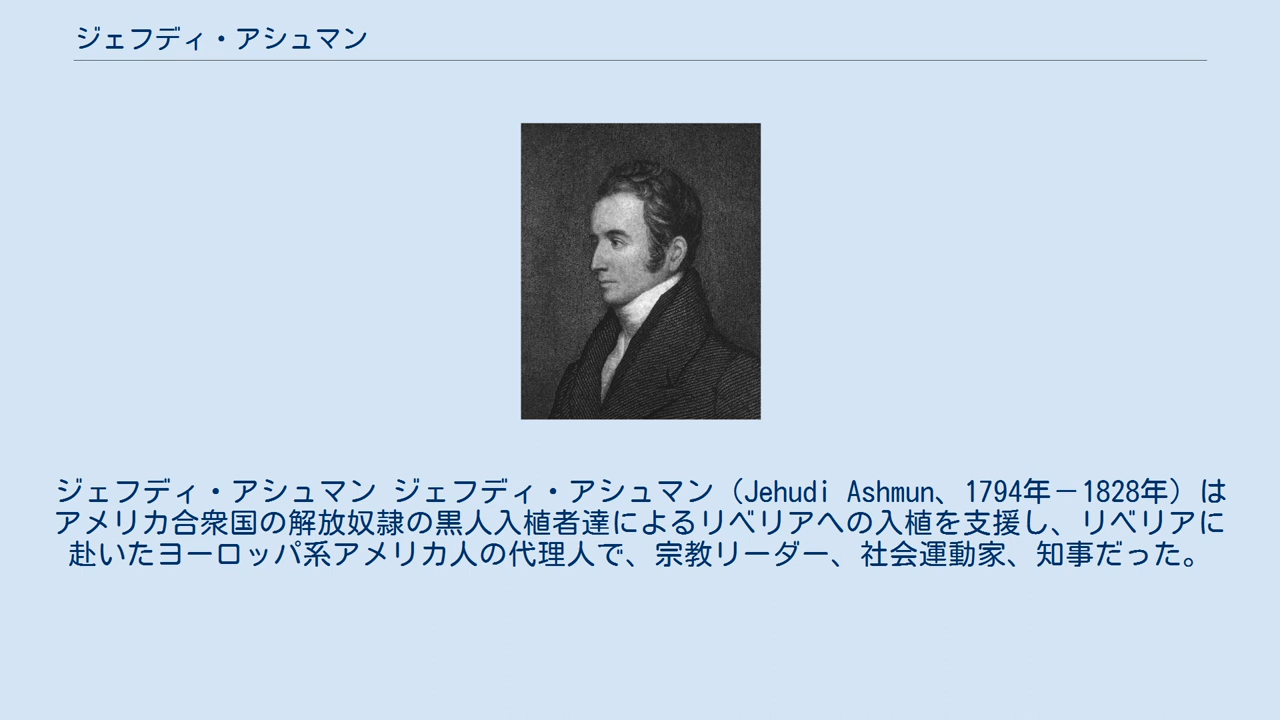 ジェフディ・アシュマン
ジェフディ・アシュマン ジェフディ・アシュマン（Jehudi Ashmun、1794年－1828年）は
アメリカ合衆国の解放奴隷の黒人入植者達によるリベリアへの入植を支援し、リベリアに
赴いたヨーロッパ系アメリカ人の代理人で、宗教リーダー、社会運動家、知事だった。